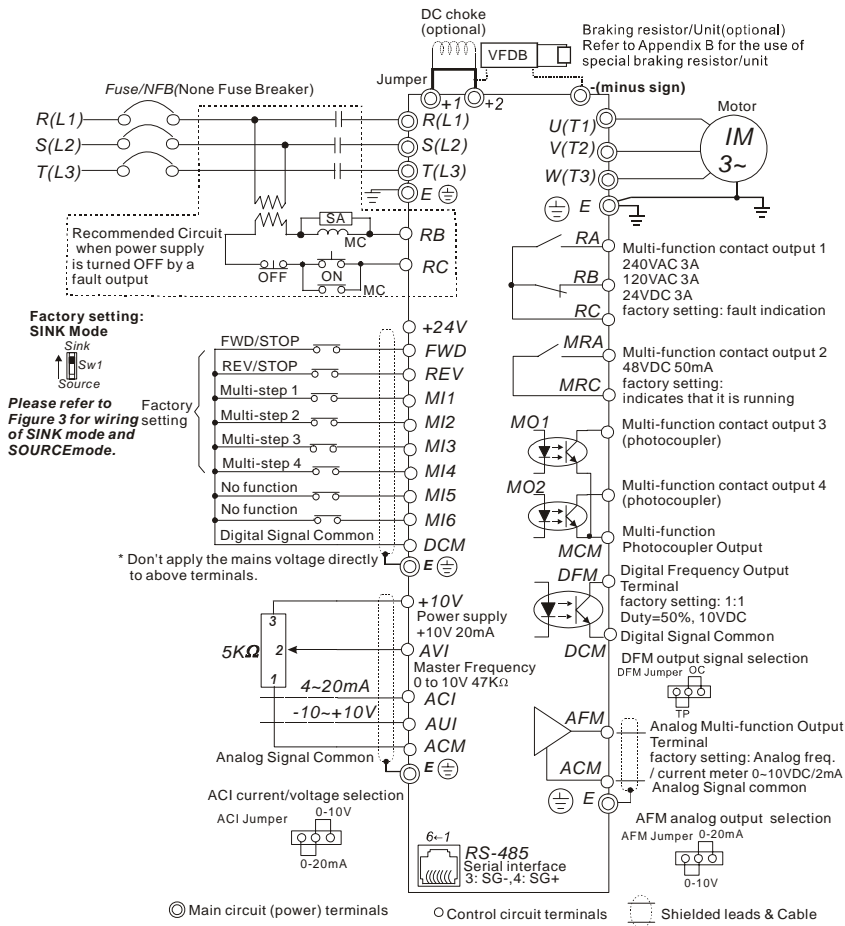 DC choke
(optional)
VFDB
Braking resistor/Unit(optional)
Refer to Appendix B for the use of
special braking resistor/unit
Jumper
+1
+2
-(minus sign)
Fuse/NFB(None Fuse Breaker)
R(L1)
S(L2)
T(L3)
R(L1)
S(L2)
T(L3)
E
U(T1)
V(T2)
W(T3)
E
Motor
IM
3~
Recommended Circuit
when power supply
is turned OFF by a
fault output
SA
MC
OFF
ON
MC
RB
RC
RA
RB
RC
Multi-function contact output 1
240VAC 3A
120VAC 3A
24VDC 3A
factory setting: fault indication
MRA
MRC
Multi-function contact output 2
48VDC 50mA
factory setting:
indicates that it is running
Factory setting:
SINK Mode
Sink
Sw1
Source
Please refer to
Figure 3 for wiring
of SINK mode and
SOURCEmode.
Factory
setting
FWD/STOP
REV/STOP
Multi-step 1
Multi-step 2
Multi-step 3
Multi-step 4
No function
No function
Digital Signal Common
+24V
FWD
REV
MI1
MI2
MI3
MI4
MI5
MI6
DCM
E
* Don't apply the mains voltage directly
to above terminals.
MO1
Multi-function contact output 3
(photocoupler)
MO2
Multi-function contact output 4
(photocoupler)
MCM
Multi-function
Photocoupler Output
DFM
Digital Frequency Output
Terminal
factory setting: 1:1
Duty=50%, 10VDC
Digital Signal Common
DCM
DFM output signal selection
DFM Jumper
OC
TP
+10V
Power supply
+10V 20mA
3
2
1
5KΩ
AVI
Master Frequency
0 to 10V 47KΩ
4~20mA
ACI
-10~+10V
AUI
ACM
Analog Signal Common
E
AFM
Analog Multi-function Output
Terminal
factory setting: Analog freq.
/ current meter 0~10VDC/2mA
ACM
Analog Signal common
E
ACI current/voltage selection
ACI Jumper
0-10V
0-20mA
6←1
RS-485
Serial interface
3: SG-,4: SG+
AFM analog output selection
AFM Jumper
0-20mA
0-10V
Main circuit (power) terminals
Control circuit terminals
Shielded leads & Cable